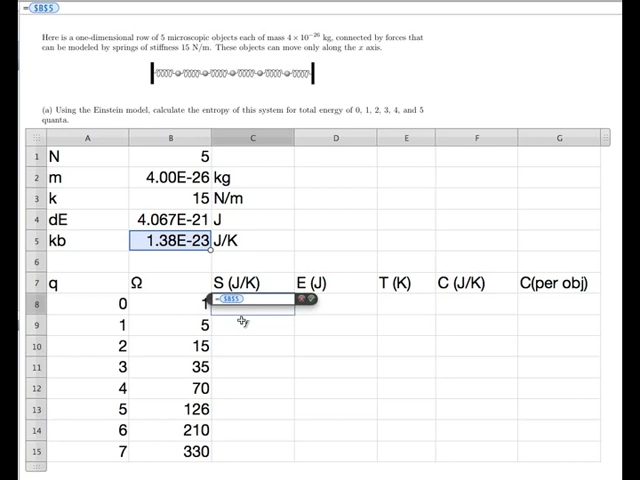 =$B$5
Here is a one-dimensional row of 5 microscopic objects each of mass 4 × 10⁻²⁶ kg, connected by forces that
can be modeled by springs of stiffness 15 N/m. These objects can move only along the x axis.
(a) Using the Einstein model, calculate the entropy of this system for total energy of 0, 1, 2, 3, 4, and 5
quanta.
A B C D E F G
1 N 5
2 m 4.00E-26 kg
3 k 15 N/m
4 dE 4.067E-21 J
5 kb 1.38E-23 J/K
6
7 q Ω S (J/K) E (J) T (K) C (J/K) C(per obj)
8 0 1 =$B$5
9 1 5
10 2 15
11 3 35
12 4 70
13 5 126
14 6 210
15 7 330